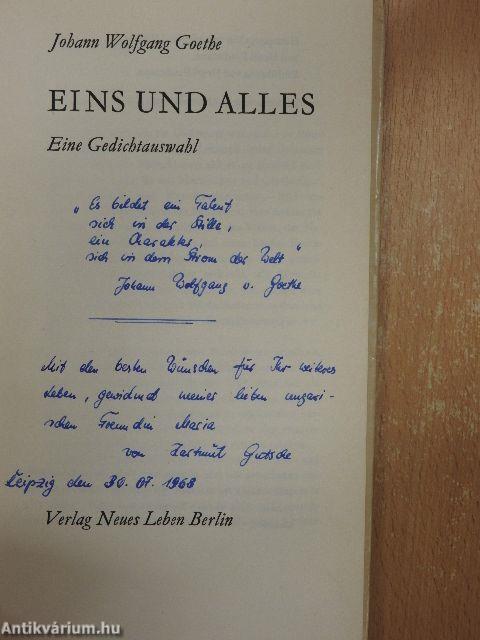 Johann Wolfgang Goethe
EINS UND ALLES
Eine Gedichtauswahl
„Es bildet ein Talent
sich in der Stille,
ein Charakter,
sich in dem Strom der Welt"
Johann Wolfgang v. Goethe
Mit den besten Wünschen für Ihr weiteres
Leben, gewidmet meiner lieben ungari-
schen Freundin Maria
von Hartmut Gutsche
Leipzig den 30.07.1968
Verlag Neues Leben Berlin
Antikvárium.hu